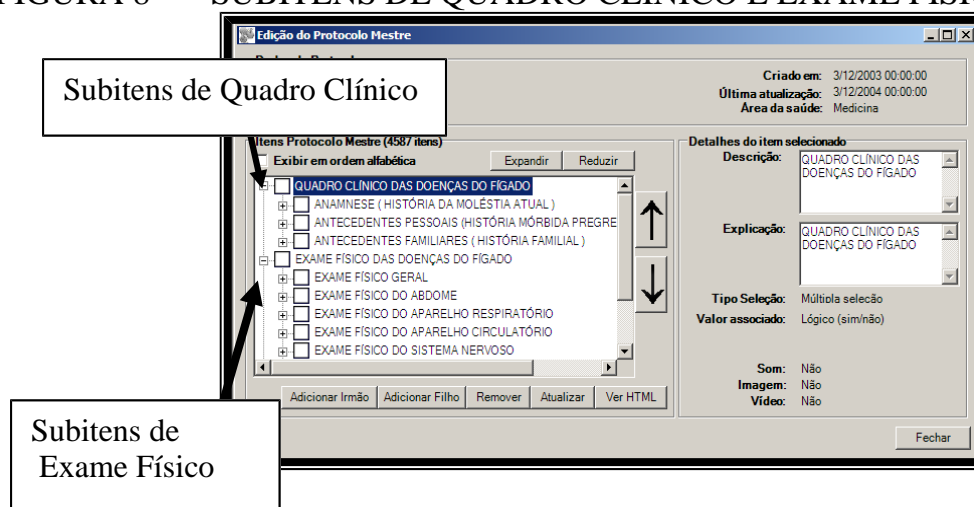 SUBITENS DE QUADRO CLÍNICO E EXAME
Edição do Protocolo Mestre
Subitens de Quadro Clínico
Criado em: 3/12/2003 00:00:00
Última atualização: 3/12/2004 00:00:00
Área da saúde: Medicina
Itens Protocolo Mestre (4587 itens)
Exibir em ordem alfabética
Expandir
Reduzir
QUADRO CLÍNICO DAS DOENÇAS DO FÍGADO
ANAMNESE ( HISTÓRIA DA MOLÉSTIA ATUAL )
ANTECEDENTES PESSOAIS (HISTÓRIA MÓRBIDA PREGRE
ANTECEDENTES FAMILIARES ( HISTÓRIA FAMILIAL )
EXAME FÍSICO DAS DOENÇAS DO FÍGADO
EXAME FÍSICO GERAL
EXAME FÍSICO DO ABDOME
EXAME FÍSICO DO APARELHO RESPIRATÓRIO
EXAME FÍSICO DO APARELHO CIRCULATÓRIO
EXAME FÍSICO DO SISTEMA NERVOSO
Adicionar Irmão
Adicionar Filho
Remover
Atualizar
Ver HTML
Detalhes do item selecionado
Descrição: QUADRO CLÍNICO DAS
DOENÇAS DO FÍGADO
Explicação: QUADRO CLÍNICO DAS
DOENÇAS DO FÍGADO
Tipo Seleção: Múltipla seleção
Valor associado: Lógico (sim/não)
Som: Não
Imagem: Não
Vídeo: Não
Fechar
Subitens de
Exame Físico